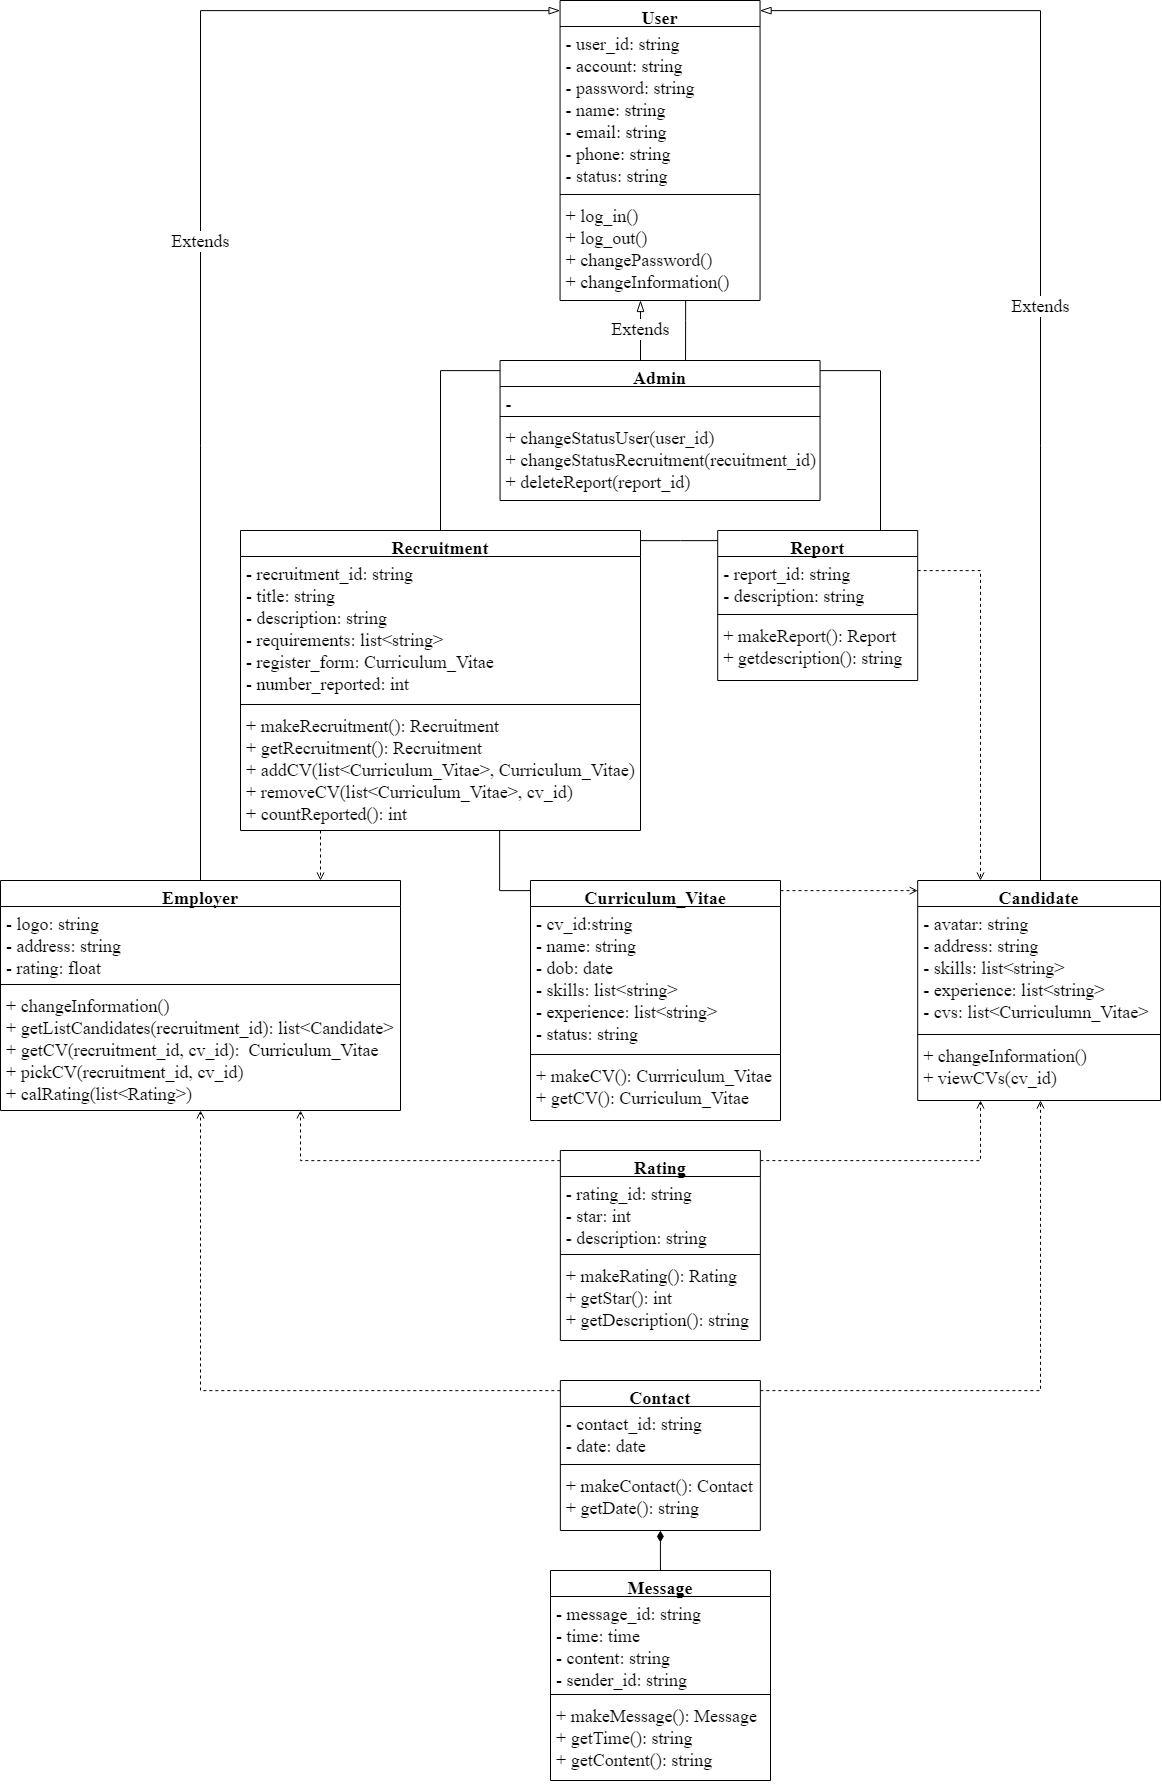 User
- user_id: string
- account: string
- password: string
- name: string
- email: string
- phone: string
- status: string
+ log_in()
+ log_out()
+ changePassword()
+ changeInformation()
Extends
Extends
Extends
Admin
-
+ changeStatusUser(user_id)
+ changeStatusRecruitment(recuitment_id)
+ deleteReport(report_id)
Recruitment
- recruitment_id: string
- title: string
- description: string
- requirements: list<string>
- register_form: Curriculum_Vitae
- number_reported: int
+ makeRecruitment(): Recruitment
+ getRecruitment(): Recruitment
+ addCV(list<Curriculum_Vitae>, Curriculum_Vitae)
+ removeCV(list<Curriculum_Vitae>, cv_id)
+ countReported(): int
Report
- report_id: string
- description: string
+ makeReport(): Report
+ getdescription(): string
Employer
- logo: string
- address: string
- rating: float
+ changeInformation()
+ getListCandidates(recruitment_id): list<Candidate>
+ getCV(recruitment_id, cv_id):  Curriculum_Vitae
+ pickCV(recruitment_id, cv_id)
+ calRating(list<Rating>)
Curriculum_Vitae
- cv_id:string
- name: string
- dob: date
- skills: list<string>
- experience: list<string>
- status: string
+ makeCV(): Currriculum_Vitae
+ getCV(): Curriculum_Vitae
Candidate
- avatar: string
- address: string
- skills: list<string>
- experience: list<string>
- cvs: list<Curriculumn_Vitae>
+ changeInformation()
+ viewCVs(cv_id)
Rating
- rating_id: string
- star: int
- description: string
+ makeRating(): Rating
+ getStar(): int
+ getDescription(): string
Contact
- contact_id: string
- date: date
+ makeContact(): Contact
+ getDate(): string
Message
- message_id: string
- time: time
- content: string
- sender_id: string
+ makeMessage(): Message
+ getTime(): string
+ getContent(): string